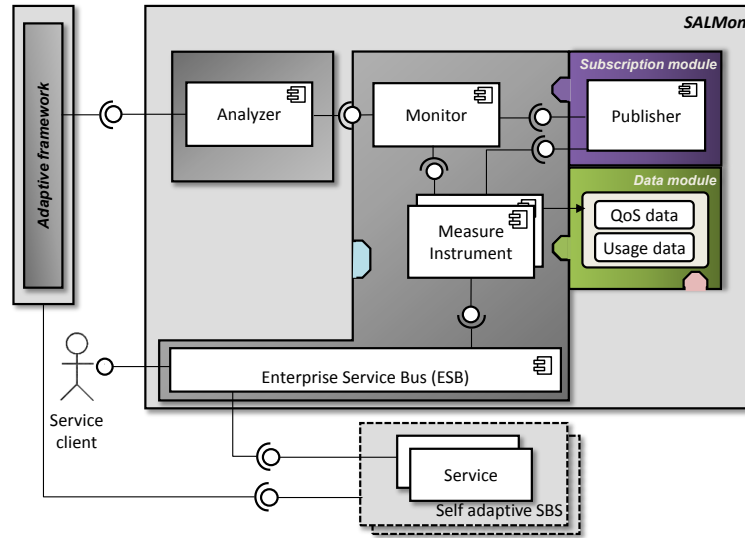 SALMon
Subscription module
Adaptive framework
Analyzer
Monitor
Publisher
Data module
QoS data
Measure
Instrument
Usage data
Enterprise Service Bus (ESB)
Service
client
Service
Self adaptive SBS